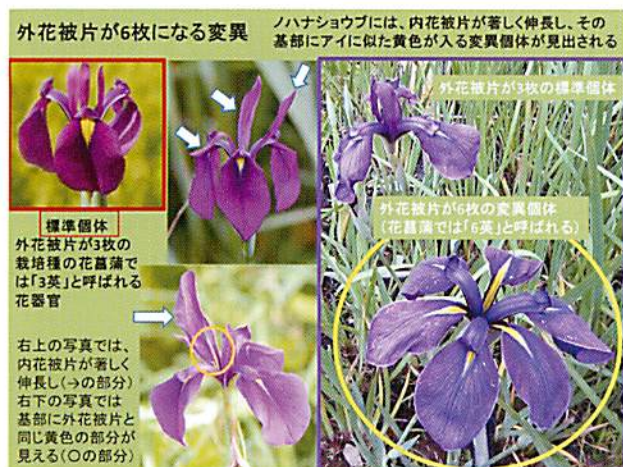 外花被片が6枚になる変異
ノハナショウブには、内花被片が著しく伸長し、その
基部にアイに似た黄色が入る変異個体が見出される
標準個体
外花被片が3枚の
栽培種の花菖蒲で
は「3英」と呼ばれる
花器官
右上の写真では、
内花被片が著しく
伸長し(→の部分)
右下の写真では
基部に外花被片と
同じ黄色の部分が
見える(〇の部分)
外花被片が3枚の標準個体
外花被片が6枚の変異個体
(花菖蒲では「6英」と呼ばれる)